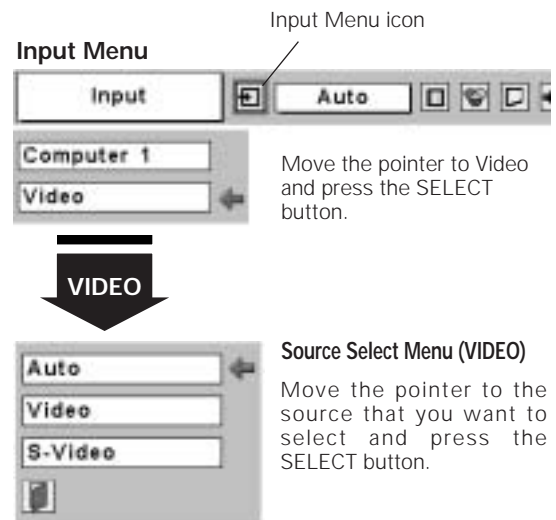 Input Menu icon
Input Menu
Input
Auto
Computer 1
Video
Move the pointer to Video
and press the SELECT
button.
VIDEO
Auto
Video
S-Video
Source Select Menu (VIDEO)
Move the pointer to the
source that you want to
select and press the
SELECT button.